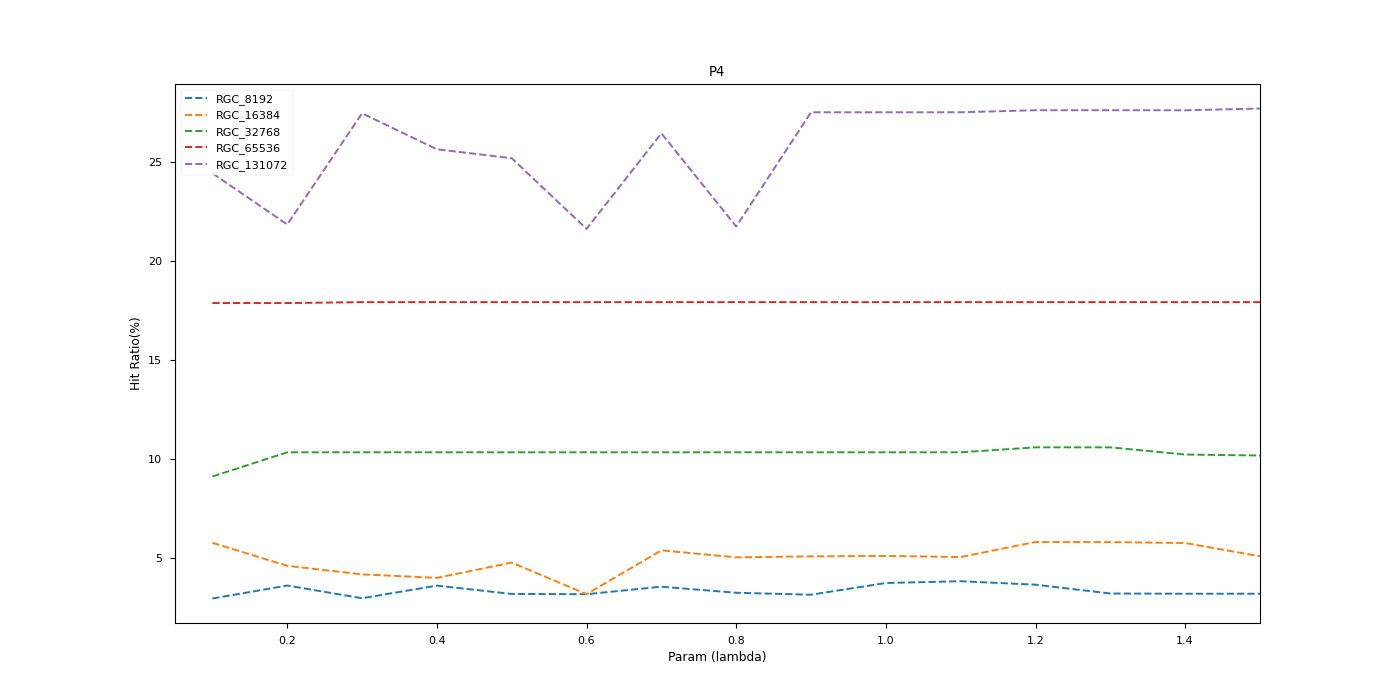 P4
RGC_8192
RGC_16384
RGC_32768
RGC_65536
RGC_131072
Hit Ratio(%)
25
20
15
10
5
0.2 0.4 0.6 0.8 1.0 1.2 1.4
Param (lambda)